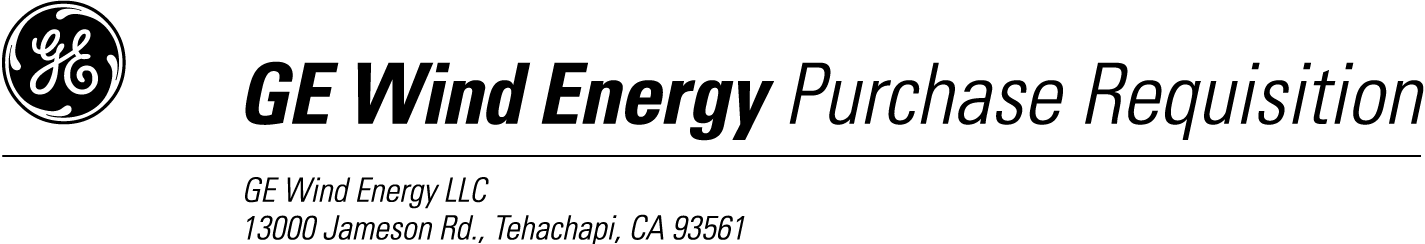 GE
GE Wind Energy Purchase Requisition
GE Wind Energy LLC
13000 Jameson Rd., Tehachapi, CA 93561